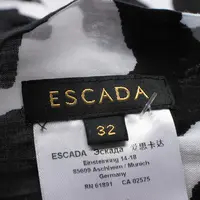 ESCADA
32
ESCADA Эскада 爱思卡达
Einsteinring 14-18
85609 Aschheim / Munich
Germany
RN 61891 CA 02575